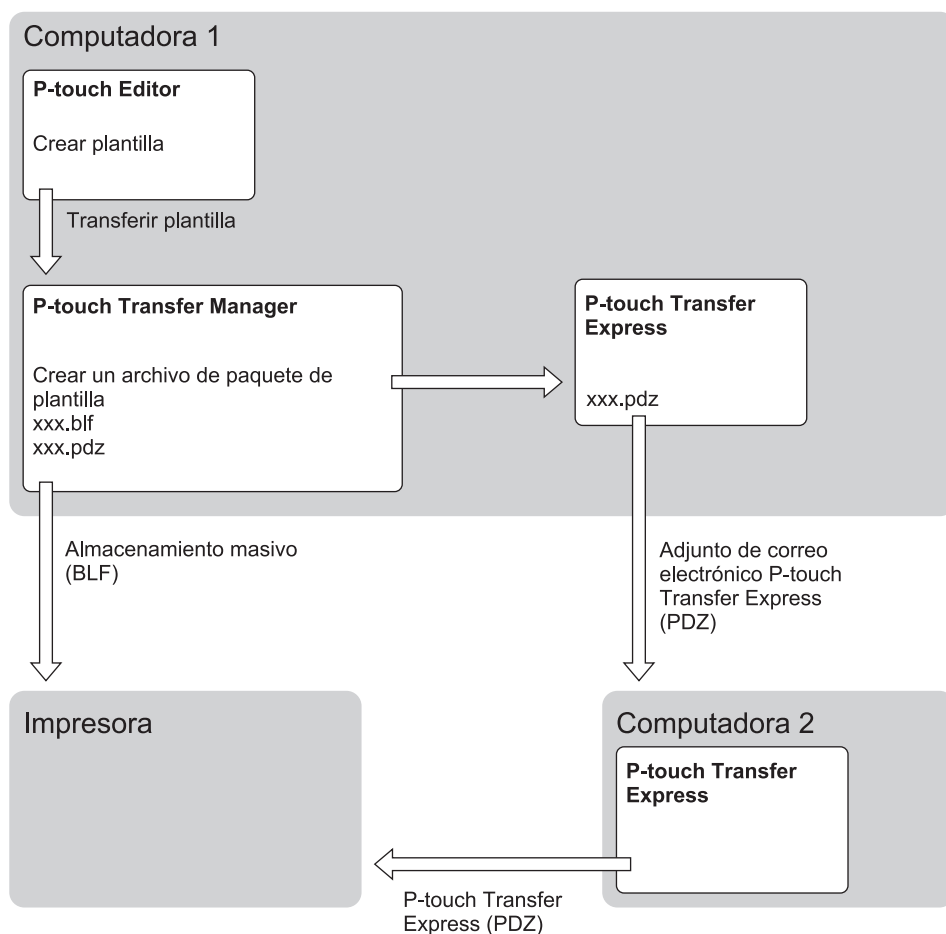 Computadora 1
P-touch Editor
Crear plantilla
Transferir plantilla
P-touch Transfer Manager
Crear un archivo de paquete de
plantilla
xxx.blf
xxx.pdz
P-touch Transfer
Express
xxx.pdz
Almacenamiento masivo
(BLF)
Adjunto de correo
electrónico P-touch
Transfer Express
(PDZ)
Impresora
Computadora 2
P-touch Transfer
Express
P-touch Transfer
Express (PDZ)